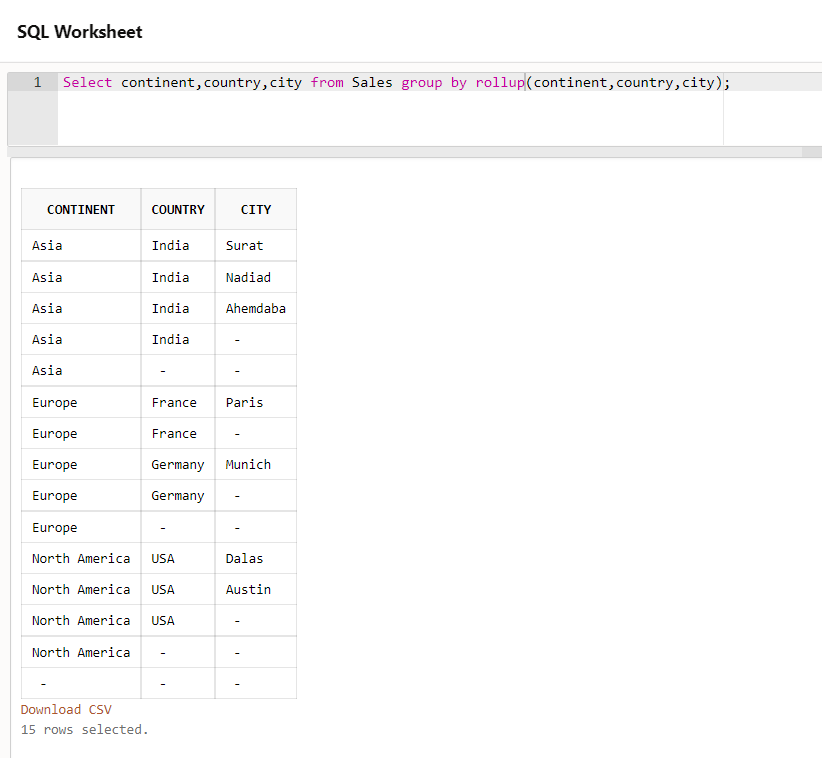 SQL Worksheet
1 Select continent,country,city from Sales group by rollup(continent,country,city);
CONTINENT COUNTRY CITY
Asia India Surat
Asia India Nadiad
Asia India Ahemdaba
Asia India -
Asia - -
Europe France Paris
Europe France -
Europe Germany Munich
Europe Germany -
Europe - -
North America USA Dalas
North America USA Austin
North America USA -
North America - -
- - -
Download CSV
15 rows selected.